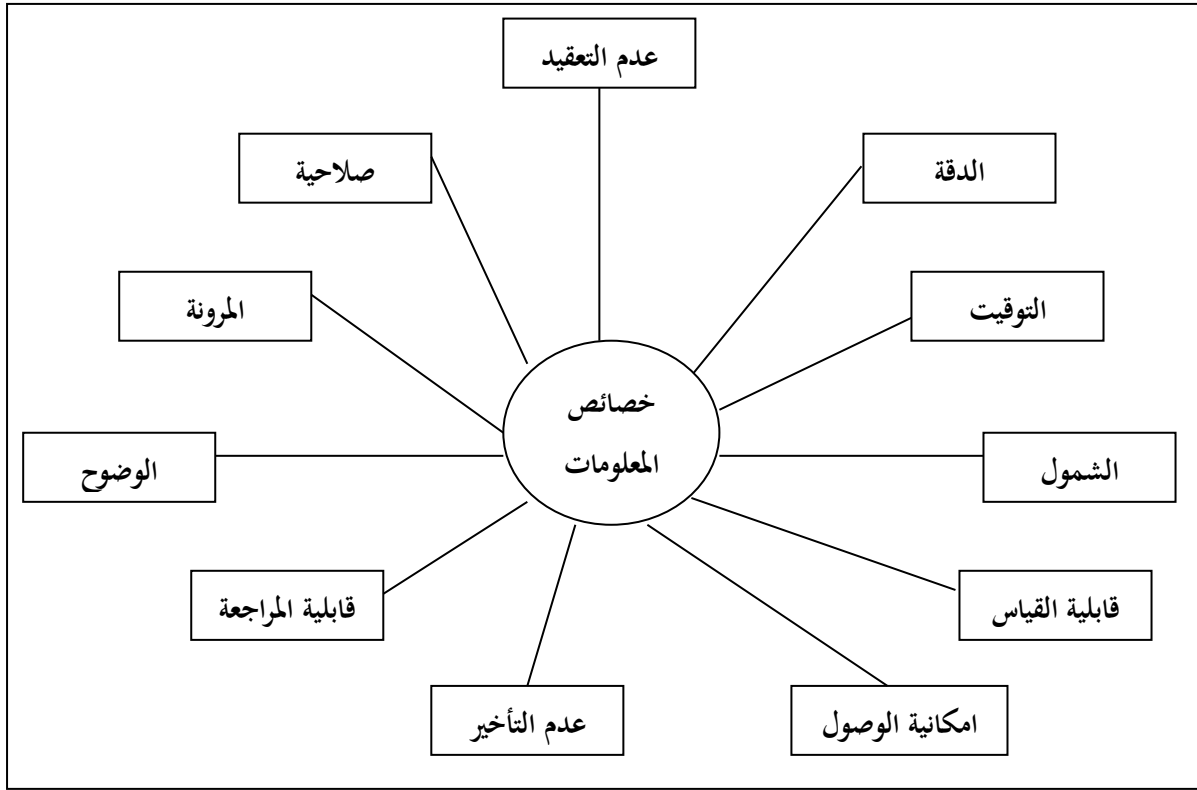 عدم التعقيد
الدقة
صلاحية
التوقيت
المرونة
خصائص
المعلومات
الشمول
الوضوح
قابلية القياس
قابلية المراجعة
امكانية الوصول
عدم التأخير